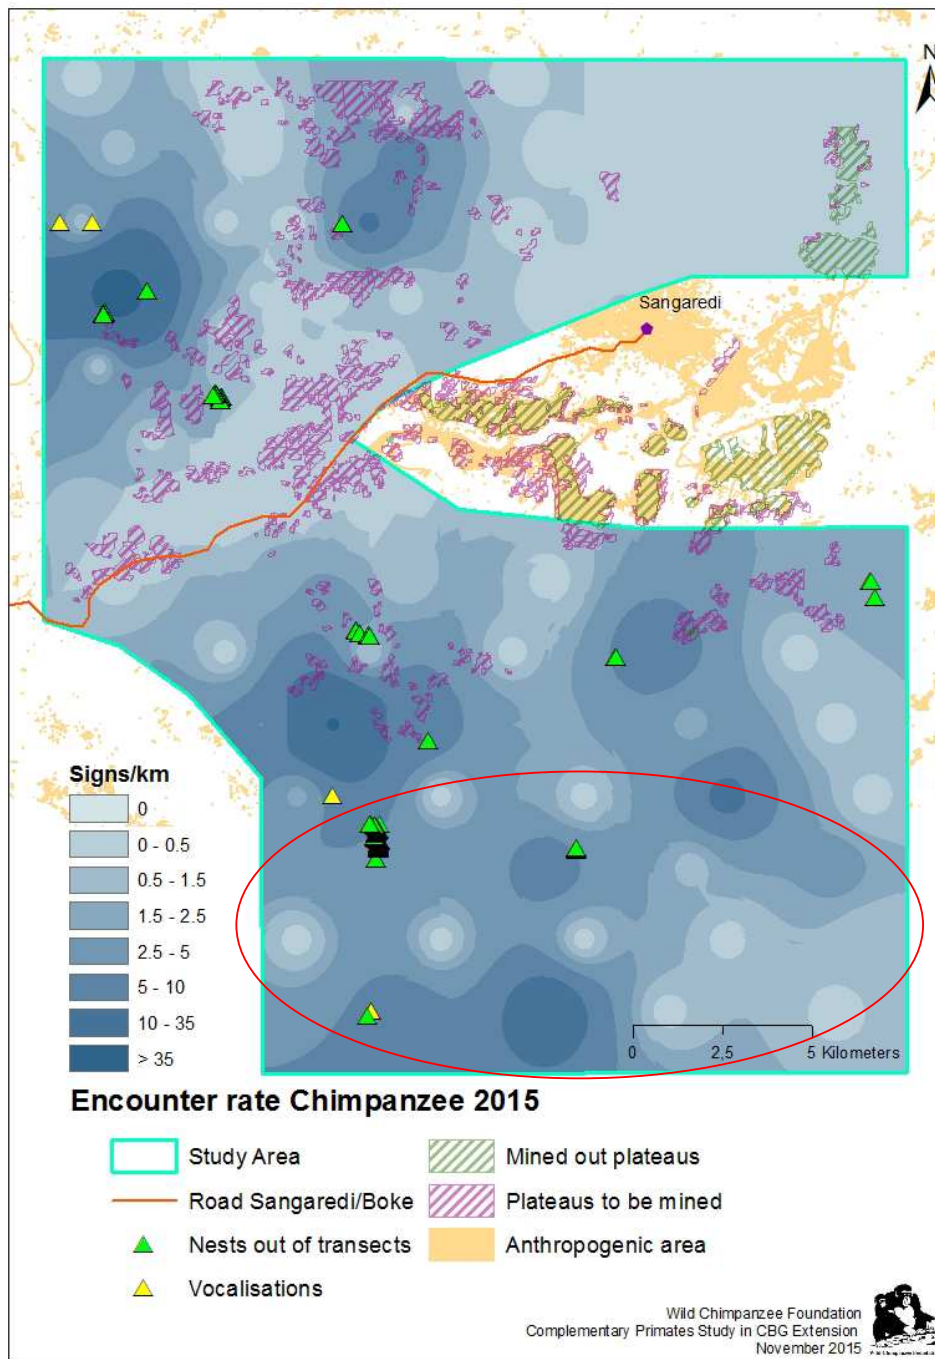 N
Sangaredi
Signs/km
0
0 - 0.5
0.5 - 1.5
1.5 - 2.5
2.5 - 5
5 - 10
10 - 35
> 35
0 2,5 5 Kilometers
Encounter rate Chimpanzee 2015
Study Area
Mined out plateaus
Road Sangaredi/Boke
Plateaus to be mined
Nests out of transects
Anthropogenic area
Vocalisations
Wild Chimpanzee Foundation
Complementary Primates Study in CBG Extension
November 2015